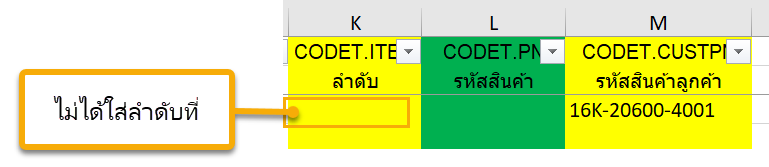 K L M
CODET.ITE CODET.PN CODET.CUSTPN
ลำดับ รหัสสินค้า รหัสสินค้าลูกค้า
ไม่ได้ใส่ลำดับที่
16K-20600-4001